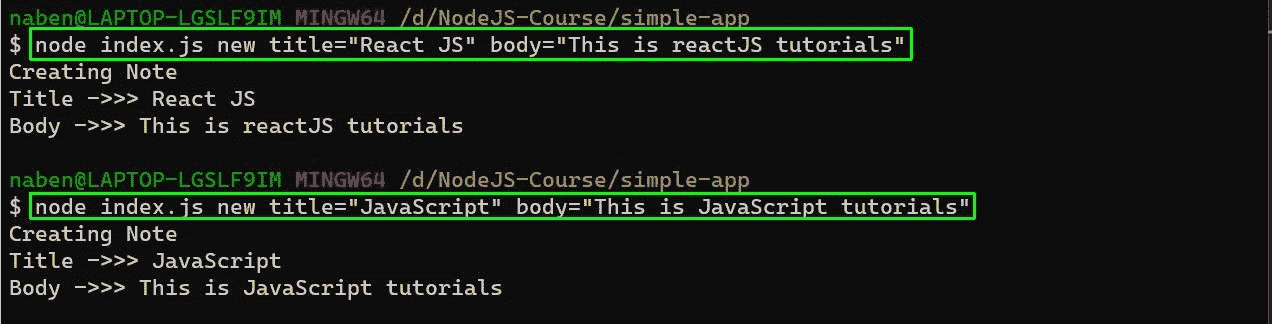 naben@LAPTOP-LGSLF9IM MINGW64 /d/NodeJS-Course/simple-app
$ node index.js new title="React JS" body="This is reactJS tutorials"
Creating Note
Title ->>> React JS
Body ->>> This is reactJS tutorials
naben@LAPTOP-LGSLF9IM MINGW64 /d/NodeJS-Course/simple-app
$ node index.js new title="JavaScript" body="This is JavaScript tutorials"
Creating Note
Title ->>> JavaScript
Body ->>> This is JavaScript tutorials